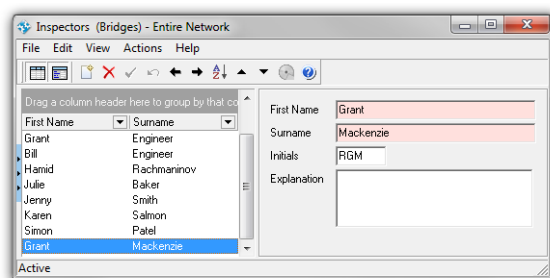 Inspectors (Bridges) - Entire Network
File Edit View Actions Help
Drag a column header here to group by that co
First Name Surname
Grant Engineer
Bill Engineer
Hamid Rachmaninov
Julie Baker
Jenny Smith
Karen Salmon
Simon Patel
Grant Mackenzie
First Name Grant
Surname Mackenzie
Initials RGM
Explanation
Active